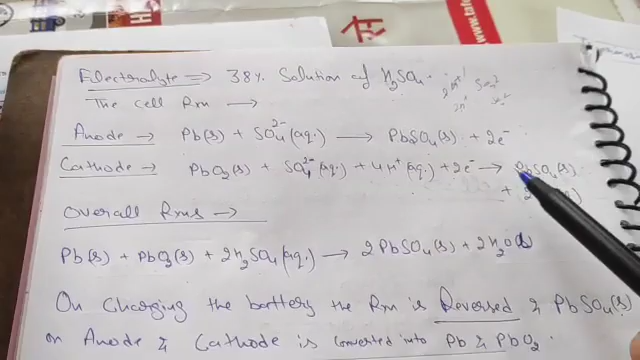 Electrolyte => 38% Solution of H2SO4.
The cell Rxn →
Anode → Pb(s) + SO4^2-(aq.) → PbSO4(s) + 2e-
Cathode → PbO2(s) + SO4^2-(aq.) + 4H+(aq.) + 2e- → PbSO4(s)
+ 2
Overall Rxns →
Pb(s) + PbO2(s) + 2H2SO4(aq.) → 2PbSO4(s) + 2H2O(l)
On Charging the battery the Rxn is Reversed & PbSO4(s)
on Anode & Cathode is converted into Pb & PbO2.